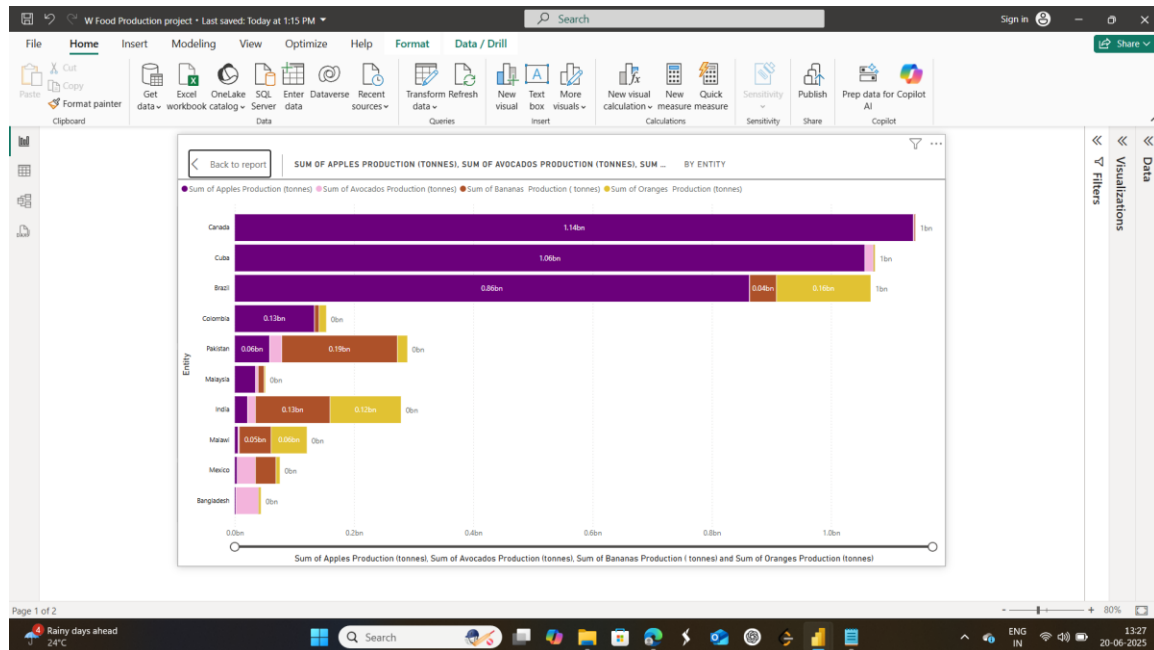 W Food Production project • Last saved: Today at 1:15 PM
Search
Sign in
File Home Insert Modeling View Optimize Help Format Data / Drill
Share
Paste
Cut
Copy
Format painter
Get data
Excel workbook
OneLake catalog
SQL Server
Enter data
Dataverse
Recent sources
Transform data
Refresh
New visual
Text box
More visuals
New visual calculation
New measure
Quick measure
Sensitivity
Publish
Prep data for AI
Copilot
Clipboard Data Queries Insert Calculations Sensitivity Share Copilot
Back to report
SUM OF APPLES PRODUCTION (TONNES), SUM OF AVOCADOS PRODUCTION (TONNES), SUM ... BY ENTITY
Sum of Apples Production (tonnes) Sum of Avocados Production (tonnes) Sum of Bananas Production ( tonnes) Sum of Oranges Production (tonnes)
Entity
Canada 1.14bn 1bn
Cuba 1.06bn 1bn
Brazil 0.86bn 0.04bn 0.16bn 1bn
Colombia 0.13bn 0bn
Pakistan 0.06bn 0.19bn 0bn
Malaysia 0bn
India 0.13bn 0.12bn 0bn
Malawi 0.05bn 0.06bn 0bn
Mexico 0bn
Bangladesh 0bn
0.0bn 0.2bn 0.4bn 0.6bn 0.8bn 1.0bn
Sum of Apples Production (tonnes), Sum of Avocados Production (tonnes), Sum of Bananas Production ( tonnes) and Sum of Oranges Production (tonnes)
Filters
Visualizations
Data
Page 1 of 2
80%
4
Rainy days ahead
24°C
Search
ENG
IN
13:27
20-06-2025